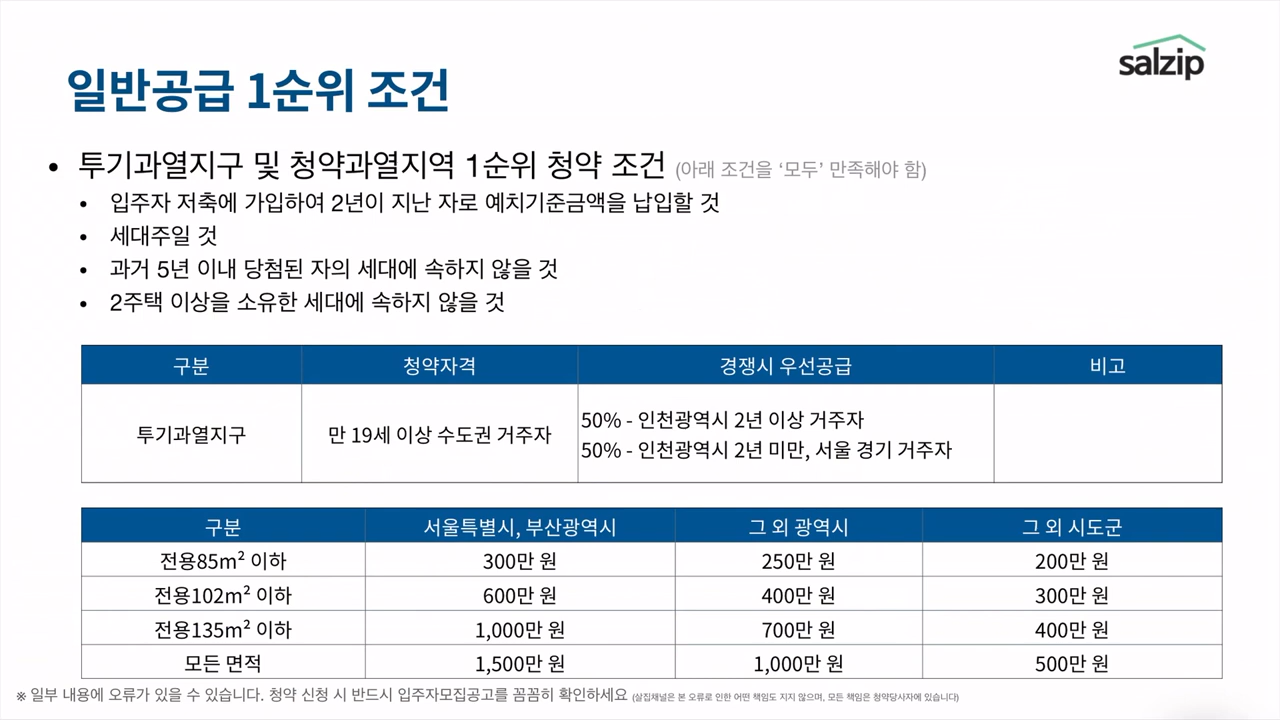 salzip
일반공급 1순위 조건
• 투기과열지구 및 청약과열지역 1순위 청약 조건 (아래 조건을 ‘모두’ 만족해야 함)
• 입주자 저축에 가입하여 2년이 지난 자로 예치기준금액을 납입할 것
• 세대주일 것
• 과거 5년 이내 당첨된 자의 세대에 속하지 않을 것
• 2주택 이상을 소유한 세대에 속하지 않을 것
구분 청약자격 경쟁시 우선공급 비고
투기과열지구 만 19세 이상 수도권 거주자 50% - 인천광역시 2년 이상 거주자
50% - 인천광역시 2년 미만, 서울 경기 거주자
구분 서울특별시, 부산광역시 그 외 광역시 그 외 시도군
전용85m² 이하 300만 원 250만 원 200만 원
전용102m² 이하 600만 원 400만 원 300만 원
전용135m² 이하 1,000만 원 700만 원 400만 원
모든 면적 1,500만 원 1,000만 원 500만 원
※ 일부 내용에 오류가 있을 수 있습니다. 청약 신청 시 반드시 입주자모집공고를 꼼꼼히 확인하세요 (살집채널은 본 오류로 인한 어떤 책임도 지지 않으며, 모든 책임은 청약당사자에 있습니다)